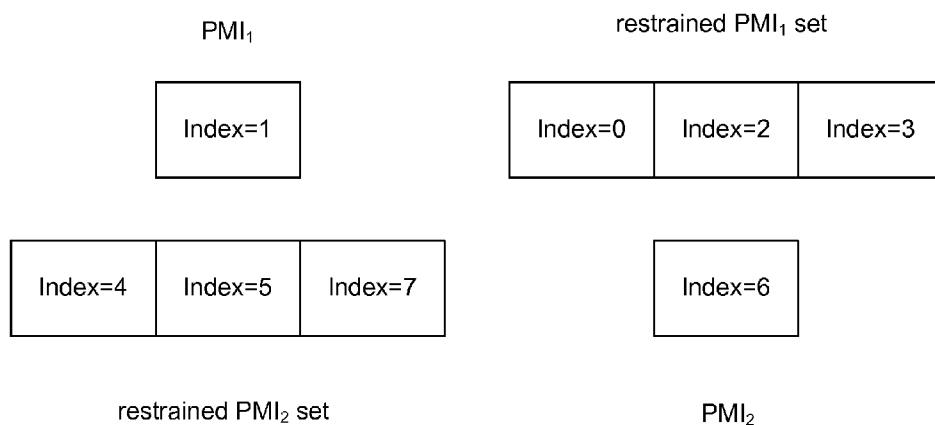 PMI₁
restrained PMI₁ set
Index=1
Index=0
Index=2
Index=3
Index=4
Index=5
Index=7
Index=6
restrained PMI₂ set
PMI₂